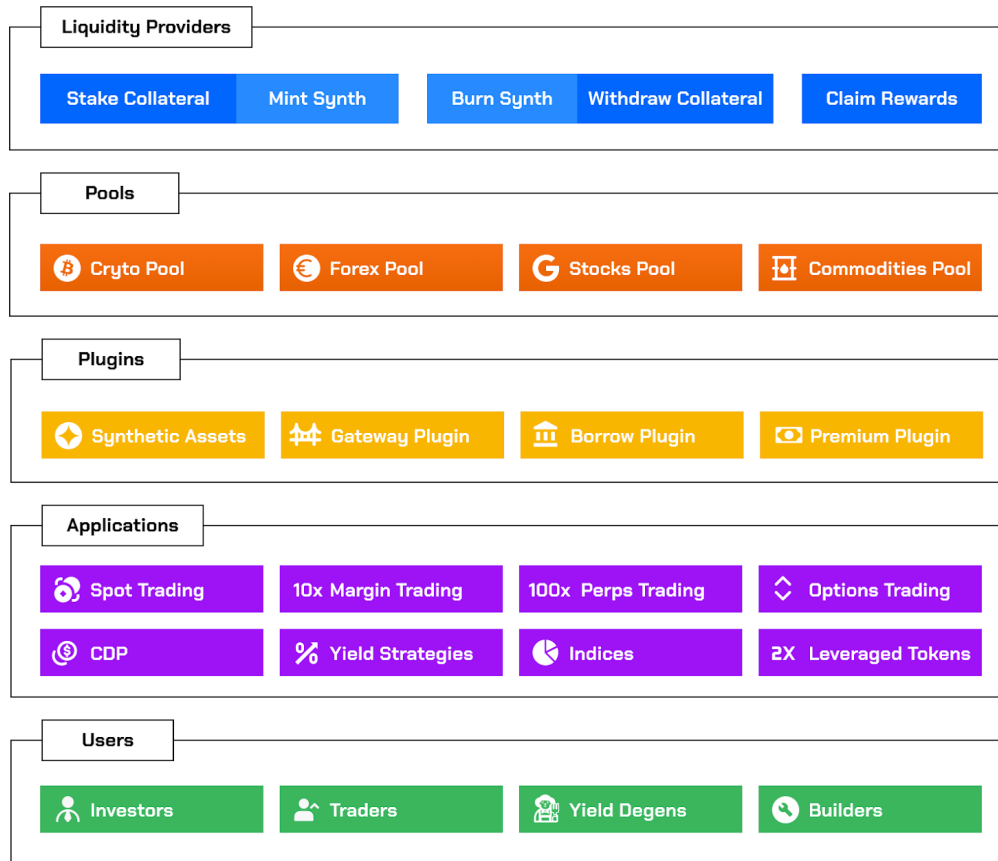 Liquidity Providers
Stake Collateral Mint Synth Burn Synth Withdraw Collateral Claim Rewards
Pools
Cryto Pool Forex Pool Stocks Pool Commodities Pool
Plugins
Synthetic Assets Gateway Plugin Borrow Plugin Premium Plugin
Applications
Spot Trading 10x Margin Trading 100x Perps Trading Options Trading
CDP Yield Strategies Indices 2X Leveraged Tokens
Users
Investors Traders Yield Degens Builders